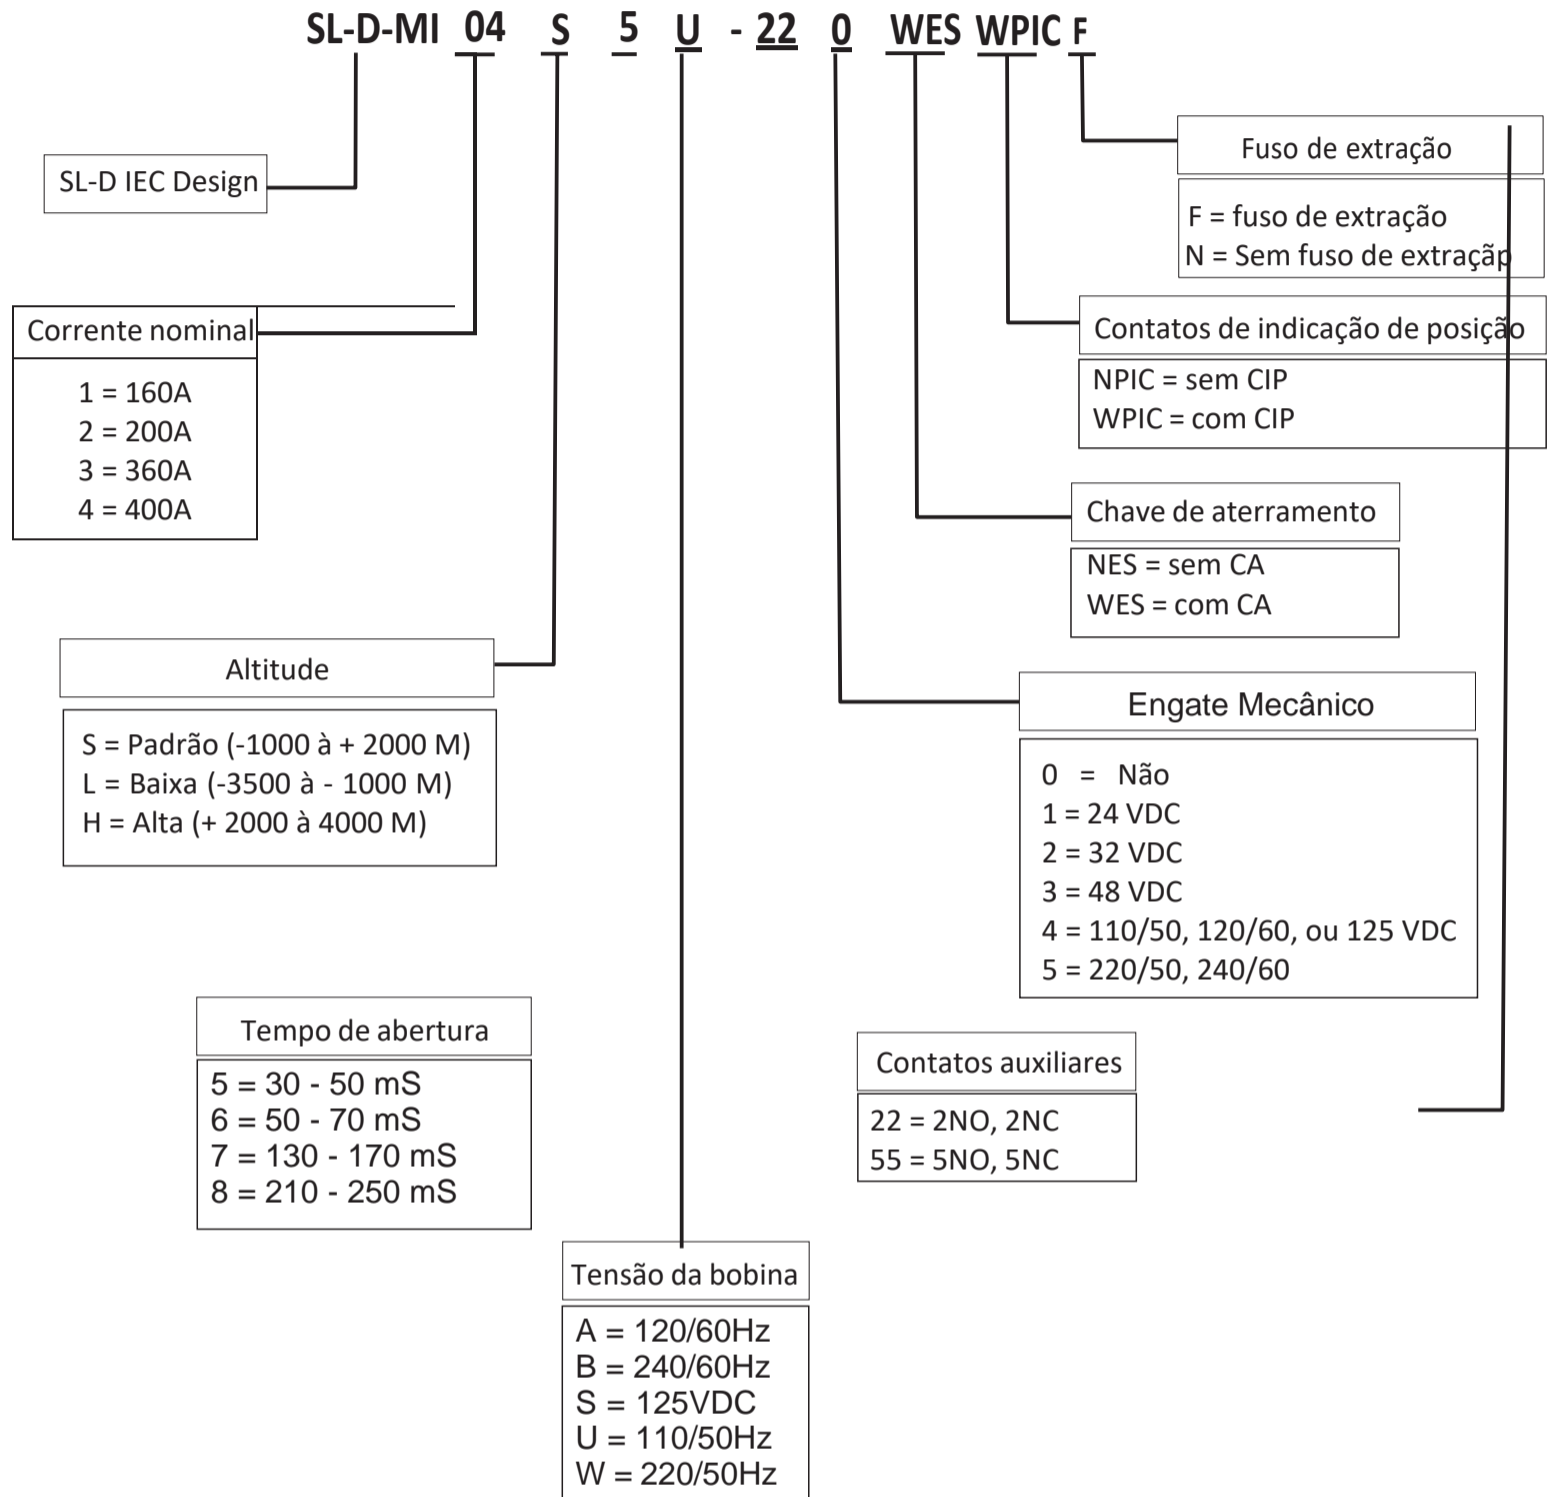 SL-D-MI 04 S 5 U - 22 0 WES WPIC F
SL-D IEC Design
Corrente nominal
1 = 160A
2 = 200A
3 = 360A
4 = 400A
Altitude
S = Padrão (-1000 à + 2000 M)
L = Baixa (-3500 à - 1000 M)
H = Alta (+ 2000 à 4000 M)
Tempo de abertura
5 = 30 - 50 mS
6 = 50 - 70 mS
7 = 130 - 170 mS
8 = 210 - 250 mS
Tensão da bobina
A = 120/60Hz
B = 240/60Hz
S = 125VDC
U = 110/50Hz
W = 220/50Hz
Fuso de extração
F = fuso de extração
N = Sem fuso de extraçãp
Contatos de indicação de posição
NPIC = sem CIP
WPIC = com CIP
Chave de aterramento
NES = sem CA
WES = com CA
Engate Mecânico
0 = Não
1 = 24 VDC
2 = 32 VDC
3 = 48 VDC
4 = 110/50, 120/60, ou 125 VDC
5 = 220/50, 240/60
Contatos auxiliares
22 = 2NO, 2NC
55 = 5NO, 5NC